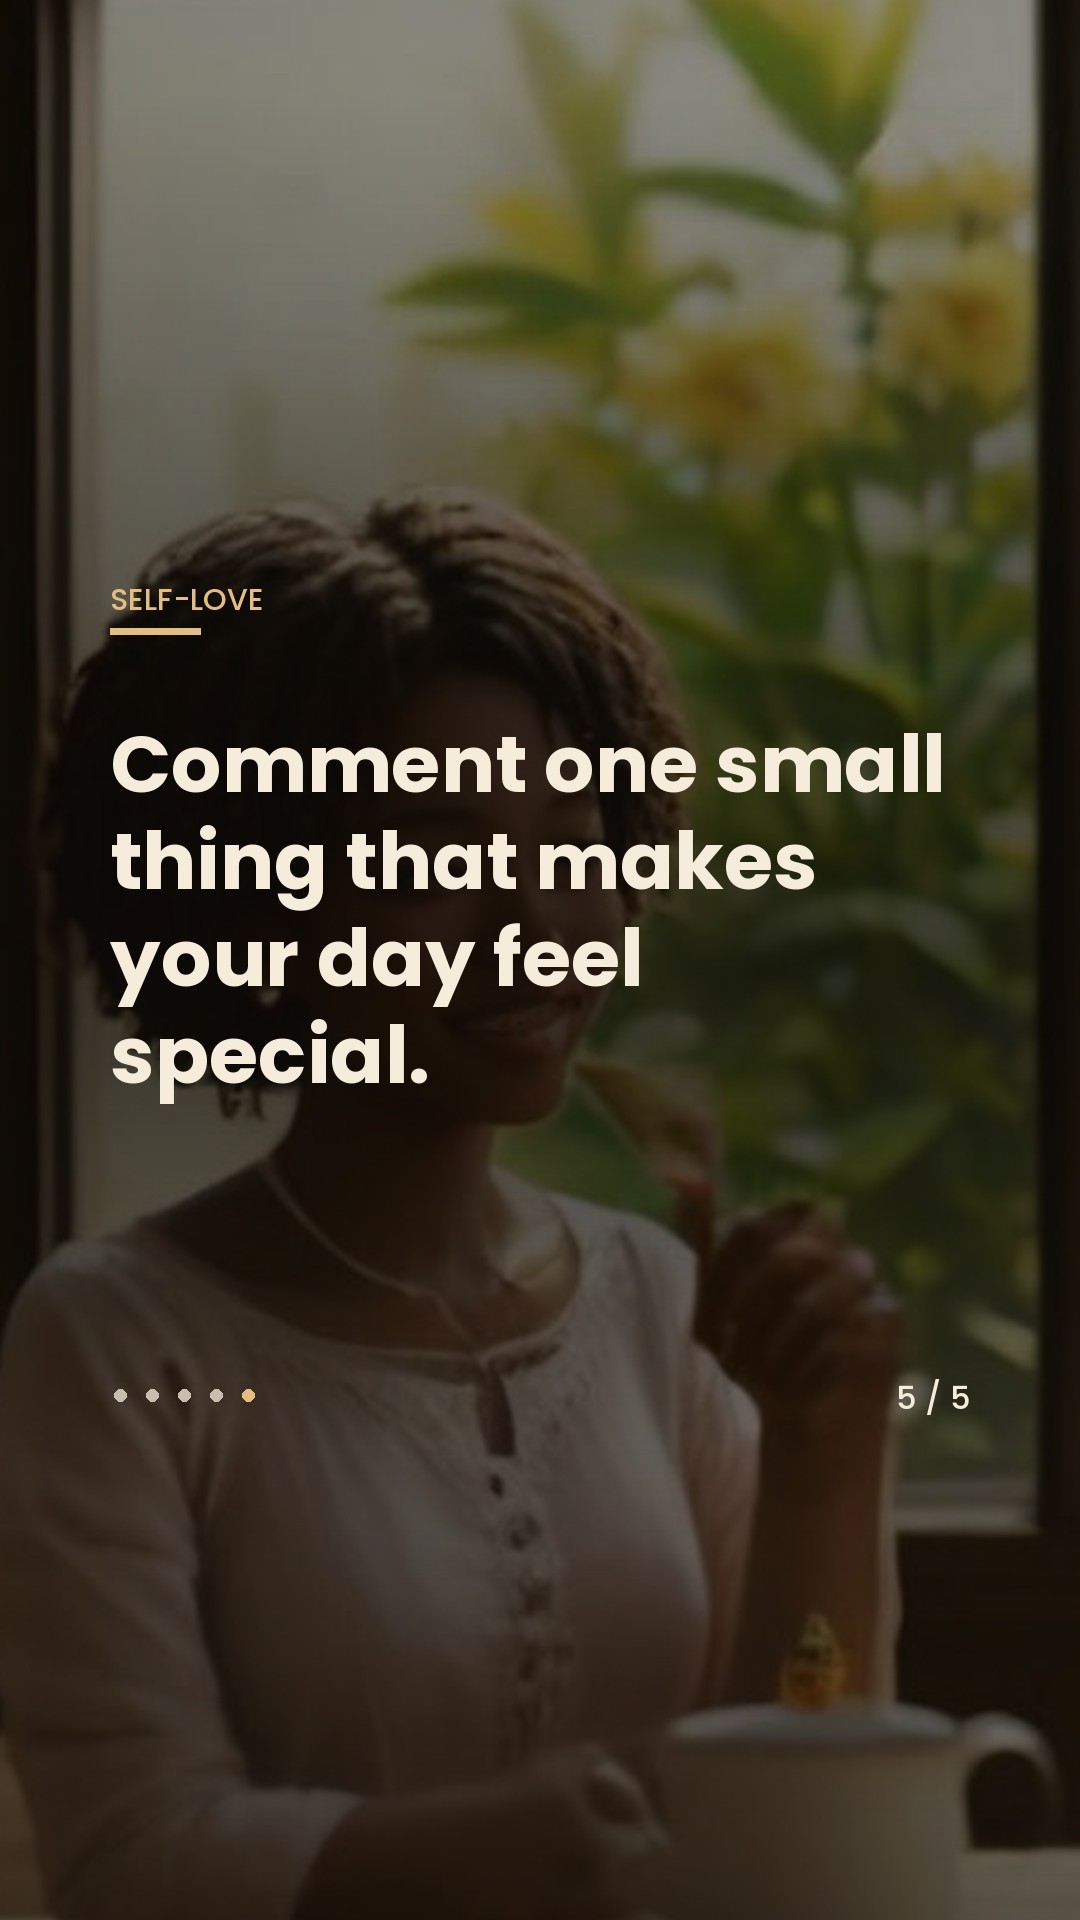 SELF-LOVE
Comment one small
thing that makes
your day feel
special.
5 / 5